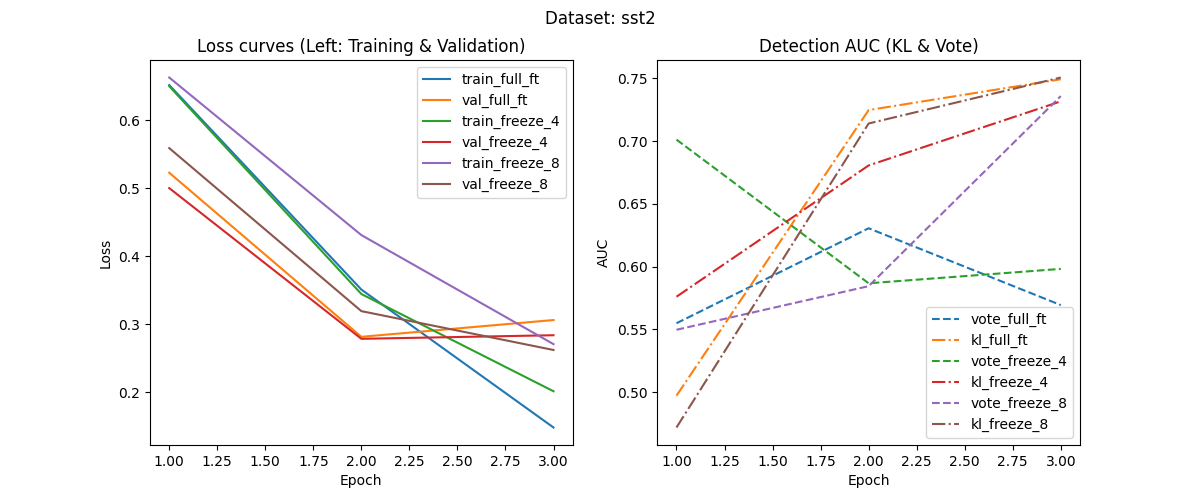 Dataset: sst2
Loss curves (Left: Training & Validation)
train_full_ft
val_full_ft
train_freeze_4
val_freeze_4
train_freeze_8
val_freeze_8
Loss
0.6
0.5
0.4
0.3
0.2
1.00 1.25 1.50 1.75 2.00 2.25 2.50 2.75 3.00
Epoch
Detection AUC (KL & Vote)
AUC
0.75
0.70
0.65
0.60
0.55
0.50
vote_full_ft
kl_full_ft
vote_freeze_4
kl_freeze_4
vote_freeze_8
kl_freeze_8
1.00 1.25 1.50 1.75 2.00 2.25 2.50 2.75 3.00
Epoch